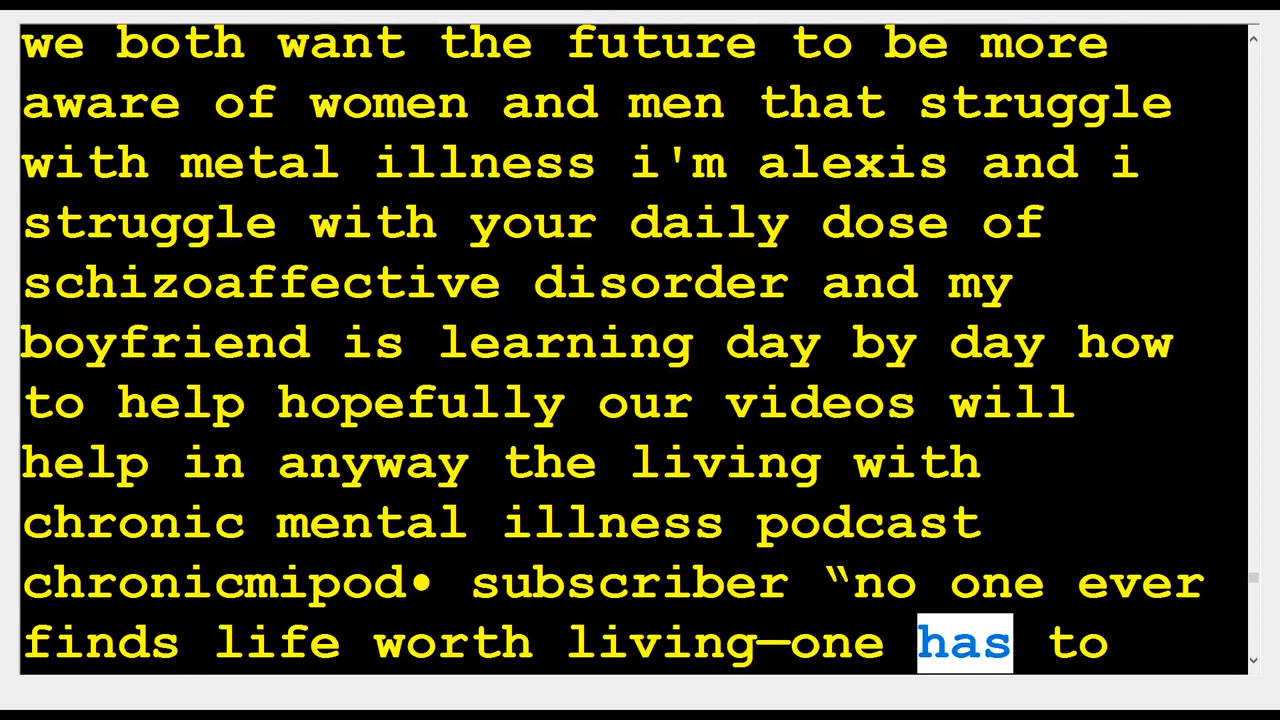 we both want the future to be more
aware of women and men that struggle
with metal illness i'm alexis and i
struggle with your daily dose of
schizoaffective disorder and my
boyfriend is learning day by day how
to help hopefully our videos will
help in anyway the living with
chronic mental illness podcast
chronicmipod• subscriber “no one ever
finds life worth living—one has to